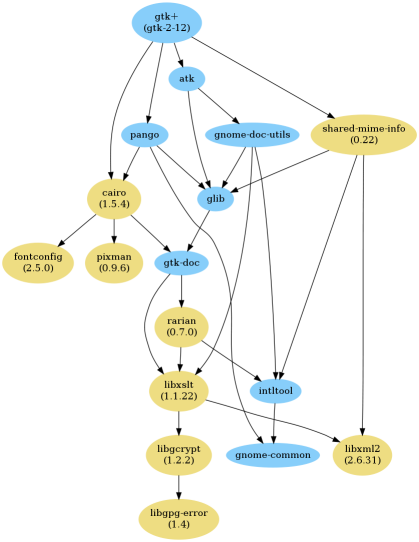 gtk+
(gtk-2-12)
atk
pango
gnome-doc-utils
shared-mime-info
(0.22)
cairo
(1.5.4)
glib
fontconfig
(2.5.0)
pixman
(0.9.6)
gtk-doc
rarian
(0.7.0)
libxslt
(1.1.22)
intltool
libgcrypt
(1.2.2)
gnome-common
libxml2
(2.6.31)
libgpg-error
(1.4)